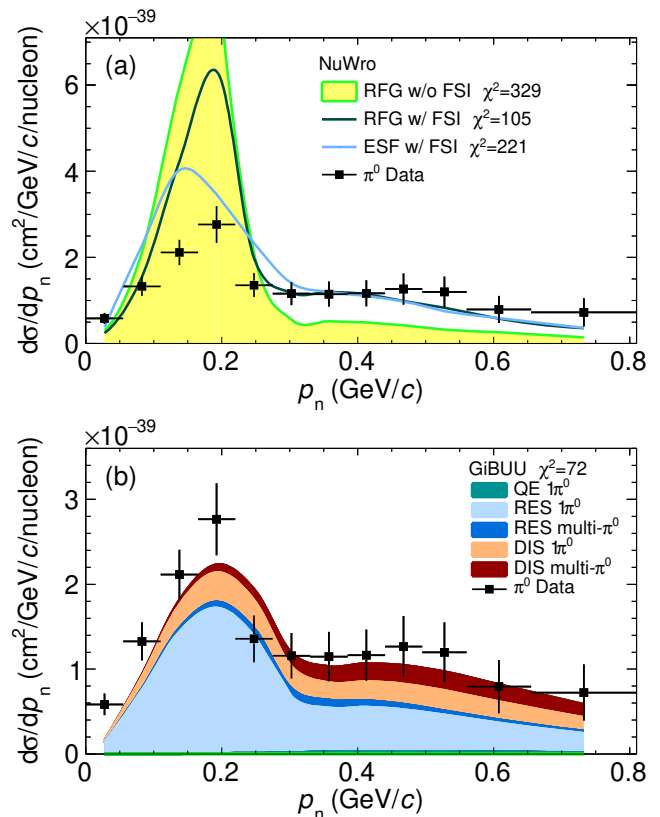 ×10⁻³⁹
(a)
NuWro
RFG w/o FSI χ²=329
RFG w/ FSI χ²=105
ESF w/ FSI χ²=221
π⁰ Data
dσ/dpₙ (cm²/GeV/c/nucleon)
6
4
2
0
0 0.2 0.4 0.6 0.8
pₙ (GeV/c)
×10⁻³⁹
(b)
GiBUU χ²=72
QE 1π⁰
RES 1π⁰
RES multi-π⁰
DIS 1π⁰
DIS multi-π⁰
π⁰ Data
dσ/dpₙ (cm²/GeV/c/nucleon)
3
2
1
0
0 0.2 0.4 0.6 0.8
pₙ (GeV/c)